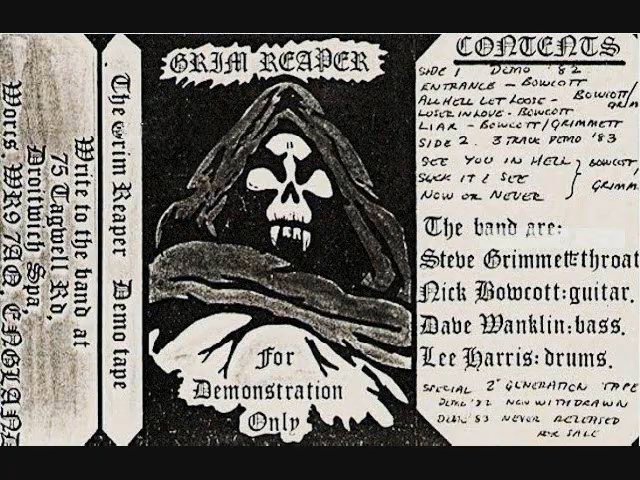 Write to the band at
75 Tagwell Rd,
Droitwich Spa,
Worcs. WR9 7AQ, ENGLAND
The Grim Reaper Demo tape
GRIM REAPER
For
Demonstration
Only
CONTENTS
SIDE 1 DEMO '82
ENTRANCE - BOWCOTT
ALL HELL LET LOOSE - BOWCOTT/GRIM
LOSER IN LOVE - BOWCOTT
LIAR - BOWCOTT/GRIMMETT
SIDE 2. 3 TRACK DEMO '83
SEE YOU IN HELL
SUCK IT & SEE
NOW OR NEVER
} BOWCOTT/
GRIMM
The band are:
Steve Grimmett:throat
Nick Bowcott:guitar.
Dave Wanklin:bass.
Lee Harris:drums.
SPECIAL 2nd GENERATION TAPE
DEMO '82 NOW WITHDRAWN
DEMO '83 NEVER RELEASED
FOR SALE